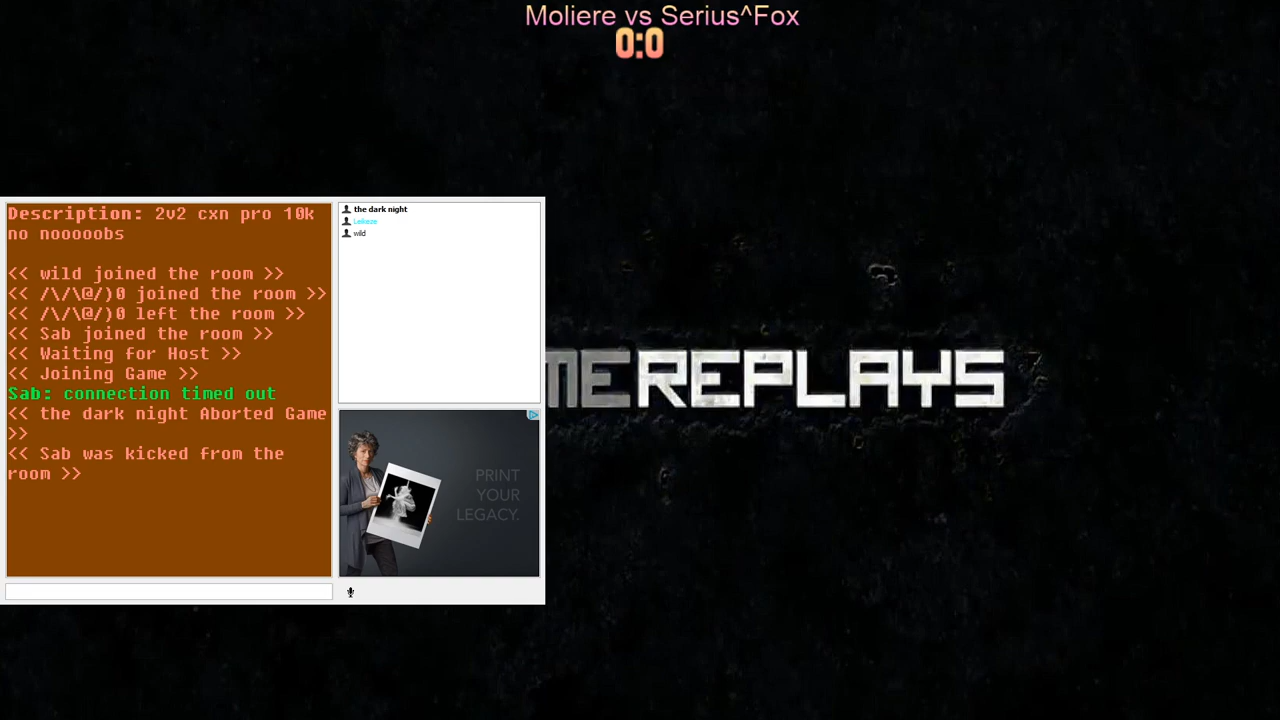 Moliere vs Serius^Fox
0:0
Description: 2v2 cxn pro 10k
no nooooobs
<< wild joined the room >>
<< /\/\@/)0 joined the room >>
<< /\/\@/)0 left the room >>
<< Sab joined the room >>
<< Waiting for Host >>
<< Joining Game >>
Sab: connection timed out
<< the dark night Aborted Game
>>
<< Sab was kicked from the
room >>
the dark night
wild
PRINT
YOUR
LEGACY.
MEREPLAYS